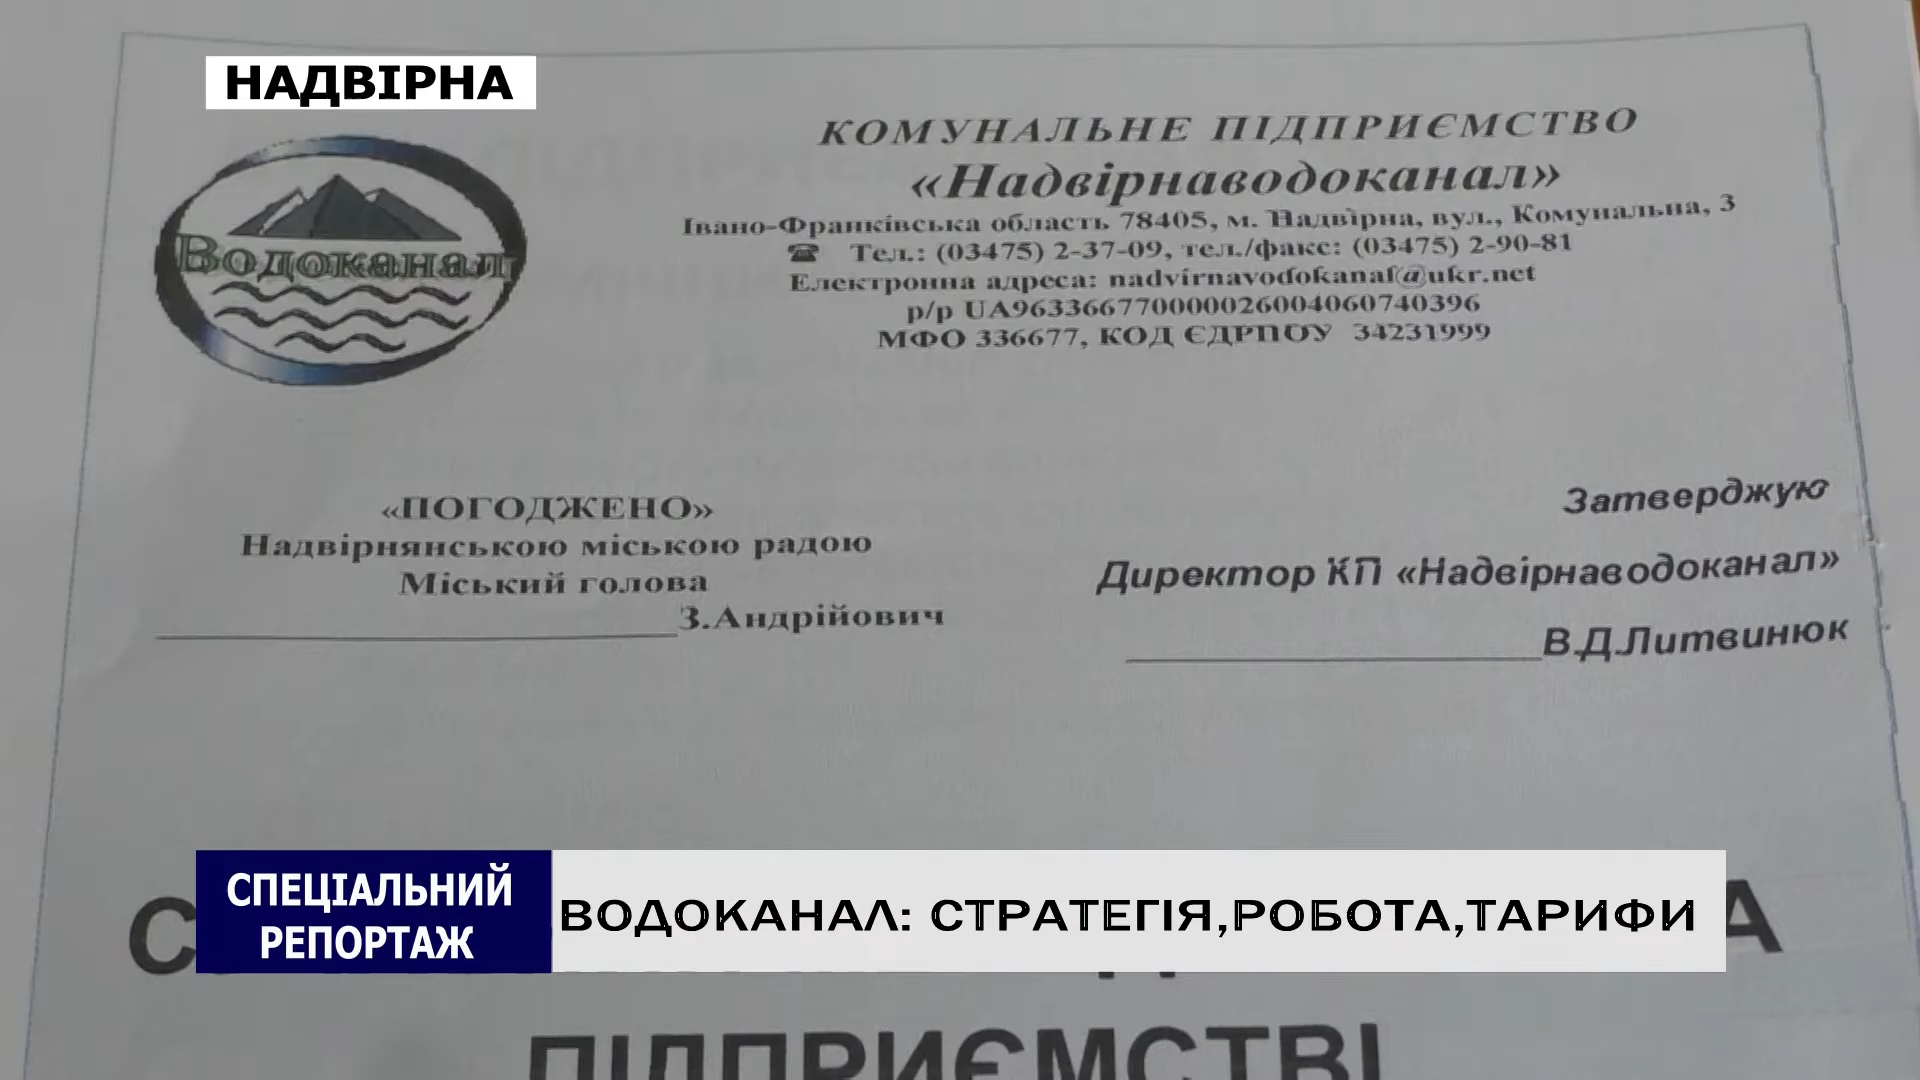 НАДВІРНА
Водоканал
КОМУНАЛЬНЕ ПІДПРИЄМСТВО
«Надвірнаводоканал»
Івано-Франківська область 78405, м. Надвірна, вул., Комунальна, 3
☎ Тел.: (03475) 2-37-09, тел./факс: (03475) 2-90-81
Електронна адреса: nadvirnavodokanal@ukr.net
р/р UA963366770000026004060740396
МФО 336677, КОД ЄДРПОУ 34231999
«ПОГОДЖЕНО»
Надвірнянською міською радою
Міський голова
З.Андрійович
Затверджую
Директор КП «Надвірнаводоканал»
В.Д.Литвинюк
СПЕЦІАЛЬНИЙ
РЕПОРТАЖ
ВОДОКАНАЛ: СТРАТЕГІЯ,РОБОТА,ТАРИФИ
ПІДПРИЄМСТВІ